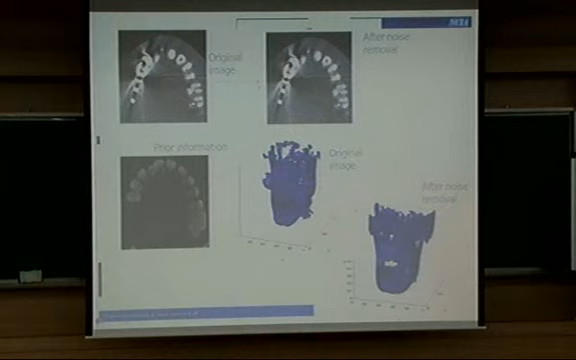 Original
image
After noise
removal
Prior information
Original
image
After noise
removal